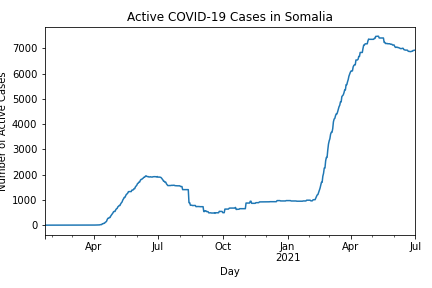 Active COVID-19 Cases in Somalia
Number of Active Cases
7000
6000
5000
4000
3000
2000
1000
0
Apr Jul Oct Jan Apr Jul
2021
Day